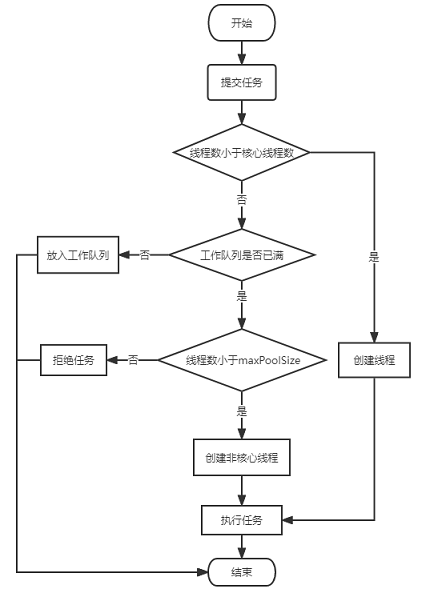 开始
提交任务
线程数小于核心线程数
否
是
放入工作队列
否
工作队列是否已满
是
拒绝任务
否
线程数小于maxPoolSize
创建线程
是
创建非核心线程
执行任务
结束